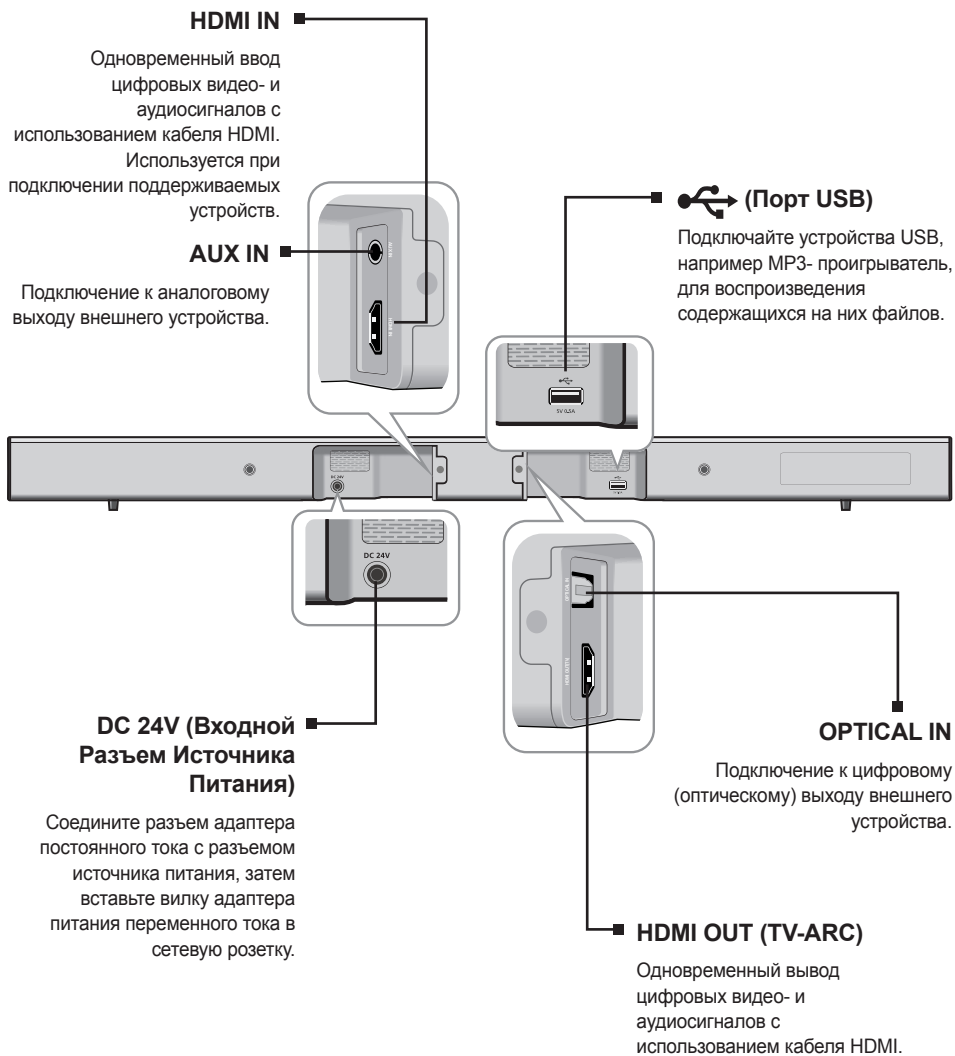 HDMI IN
Одновременный ввод
цифровых видео- и
аудиосигналов с
использованием кабеля HDMI.
Используется при
подключении поддерживаемых
устройств.
AUX IN
Подключение к аналоговому
выходу внешнего устройства.
(Порт USB)
Подключайте устройства USB,
например MP3- проигрыватель,
для воспроизведения
содержащихся на них файлов.
5V 0.5A
DC 24V
DC 24V
OPTICAL IN
DC 24V (Входной
Разъем Источника
Питания)
Соедините разъем адаптера
постоянного тока с разъемом
источника питания, затем
вставьте вилку адаптера
питания переменного тока в
сетевую розетку.
OPTICAL IN
Подключение к цифровому
(оптическому) выходу внешнего
устройства.
HDMI OUT (TV-ARC)
Одновременный вывод
цифровых видео- и
аудиосигналов с
использованием кабеля HDMI.